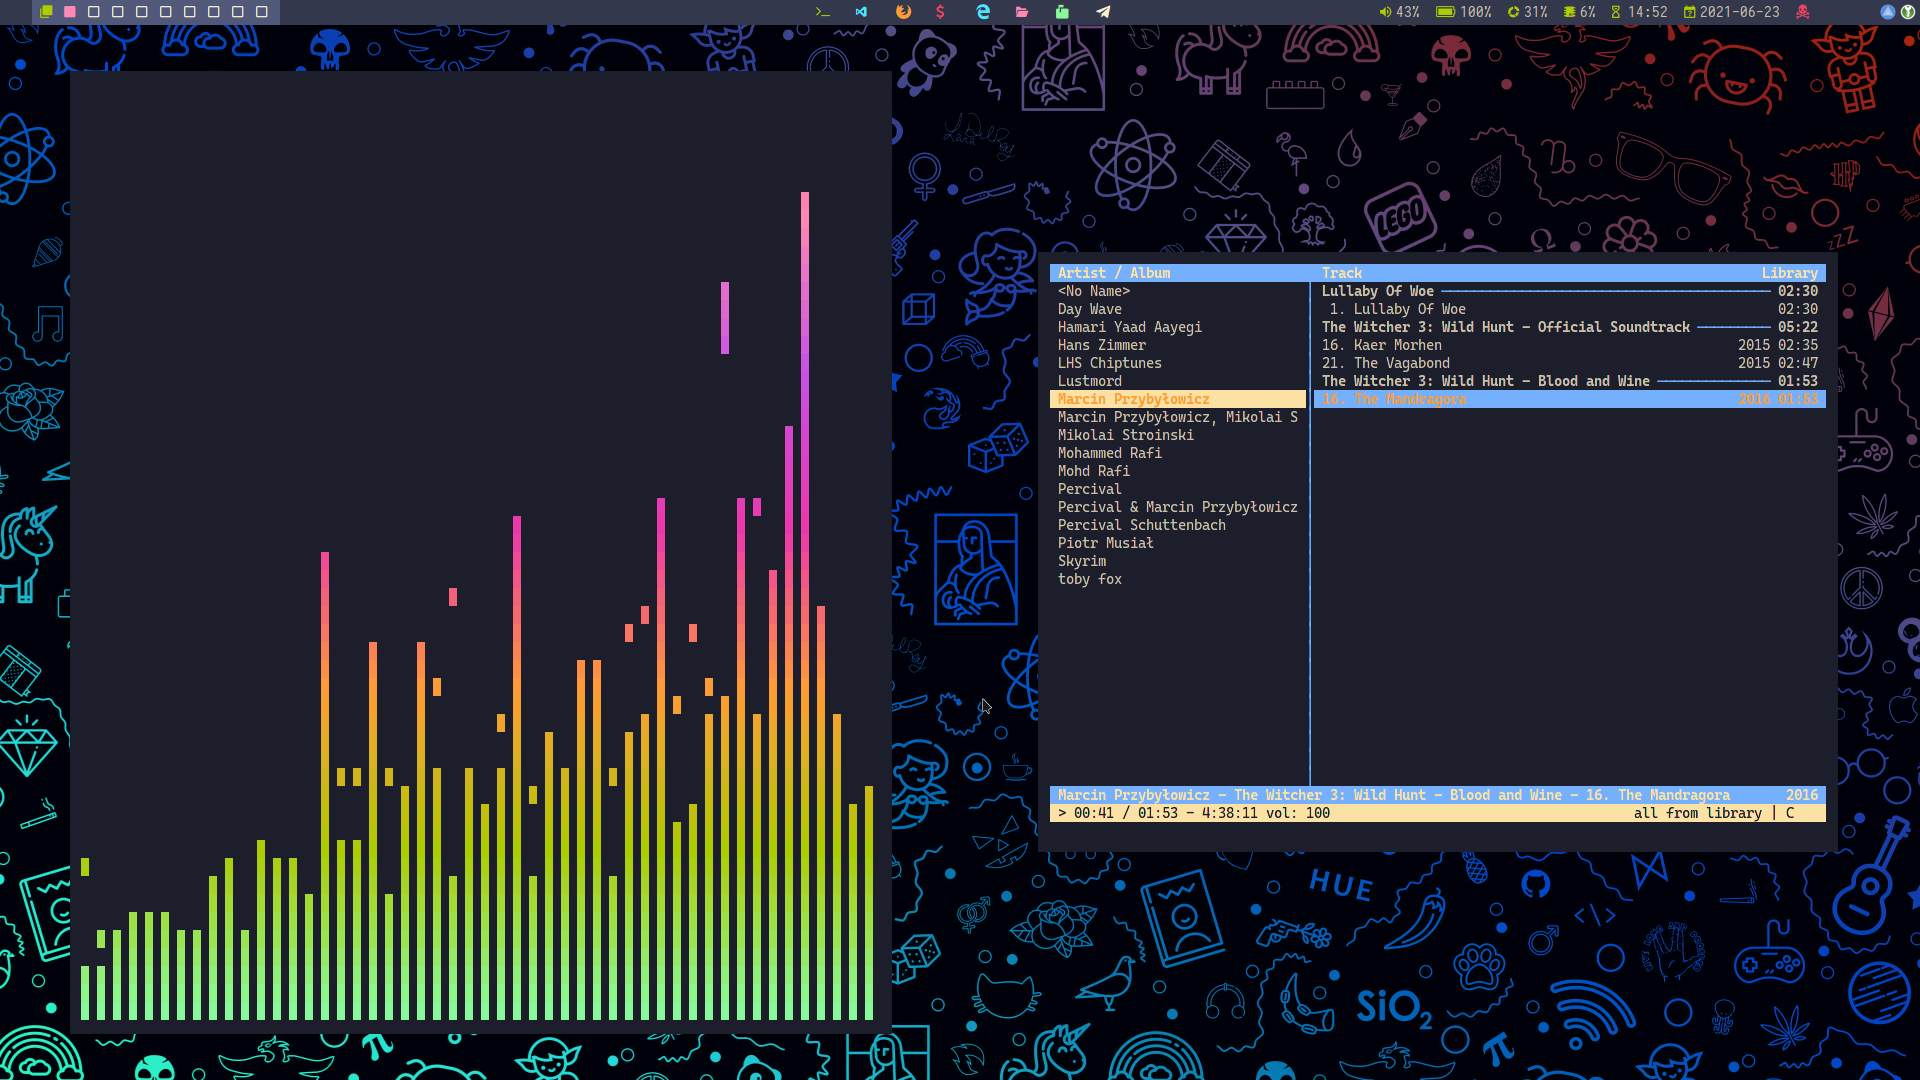 43% 100% 31% 6% 14:52 2021-06-23
Artist / Album Track Library
<No Name>
Day Wave
Hamari Yaad Aayegi
Hans Zimmer
LHS Chiptunes
Lustmord
Marcin Przybyłowicz
Marcin Przybyłowicz, Mikolai S
Mikolai Stroinski
Mohammed Rafi
Mohd Rafi
Percival
Percival & Marcin Przybyłowicz
Percival Schuttenbach
Piotr Musiał
Skyrim
toby fox
Lullaby Of Woe 02:30
1. Lullaby Of Woe 02:30
The Witcher 3: Wild Hunt – Official Soundtrack 05:22
16. Kaer Morhen 2015 02:35
21. The Vagabond 2015 02:47
The Witcher 3: Wild Hunt – Blood and Wine 01:53
16. The Mandragora 2016 01:53
Marcin Przybyłowicz – The Witcher 3: Wild Hunt – Blood and Wine – 16. The Mandragora 2016
> 00:41 / 01:53 – 4:38:11 vol: 100 all from library | C
LEGO
zZZ
HUE
</>
SiO2
π
π